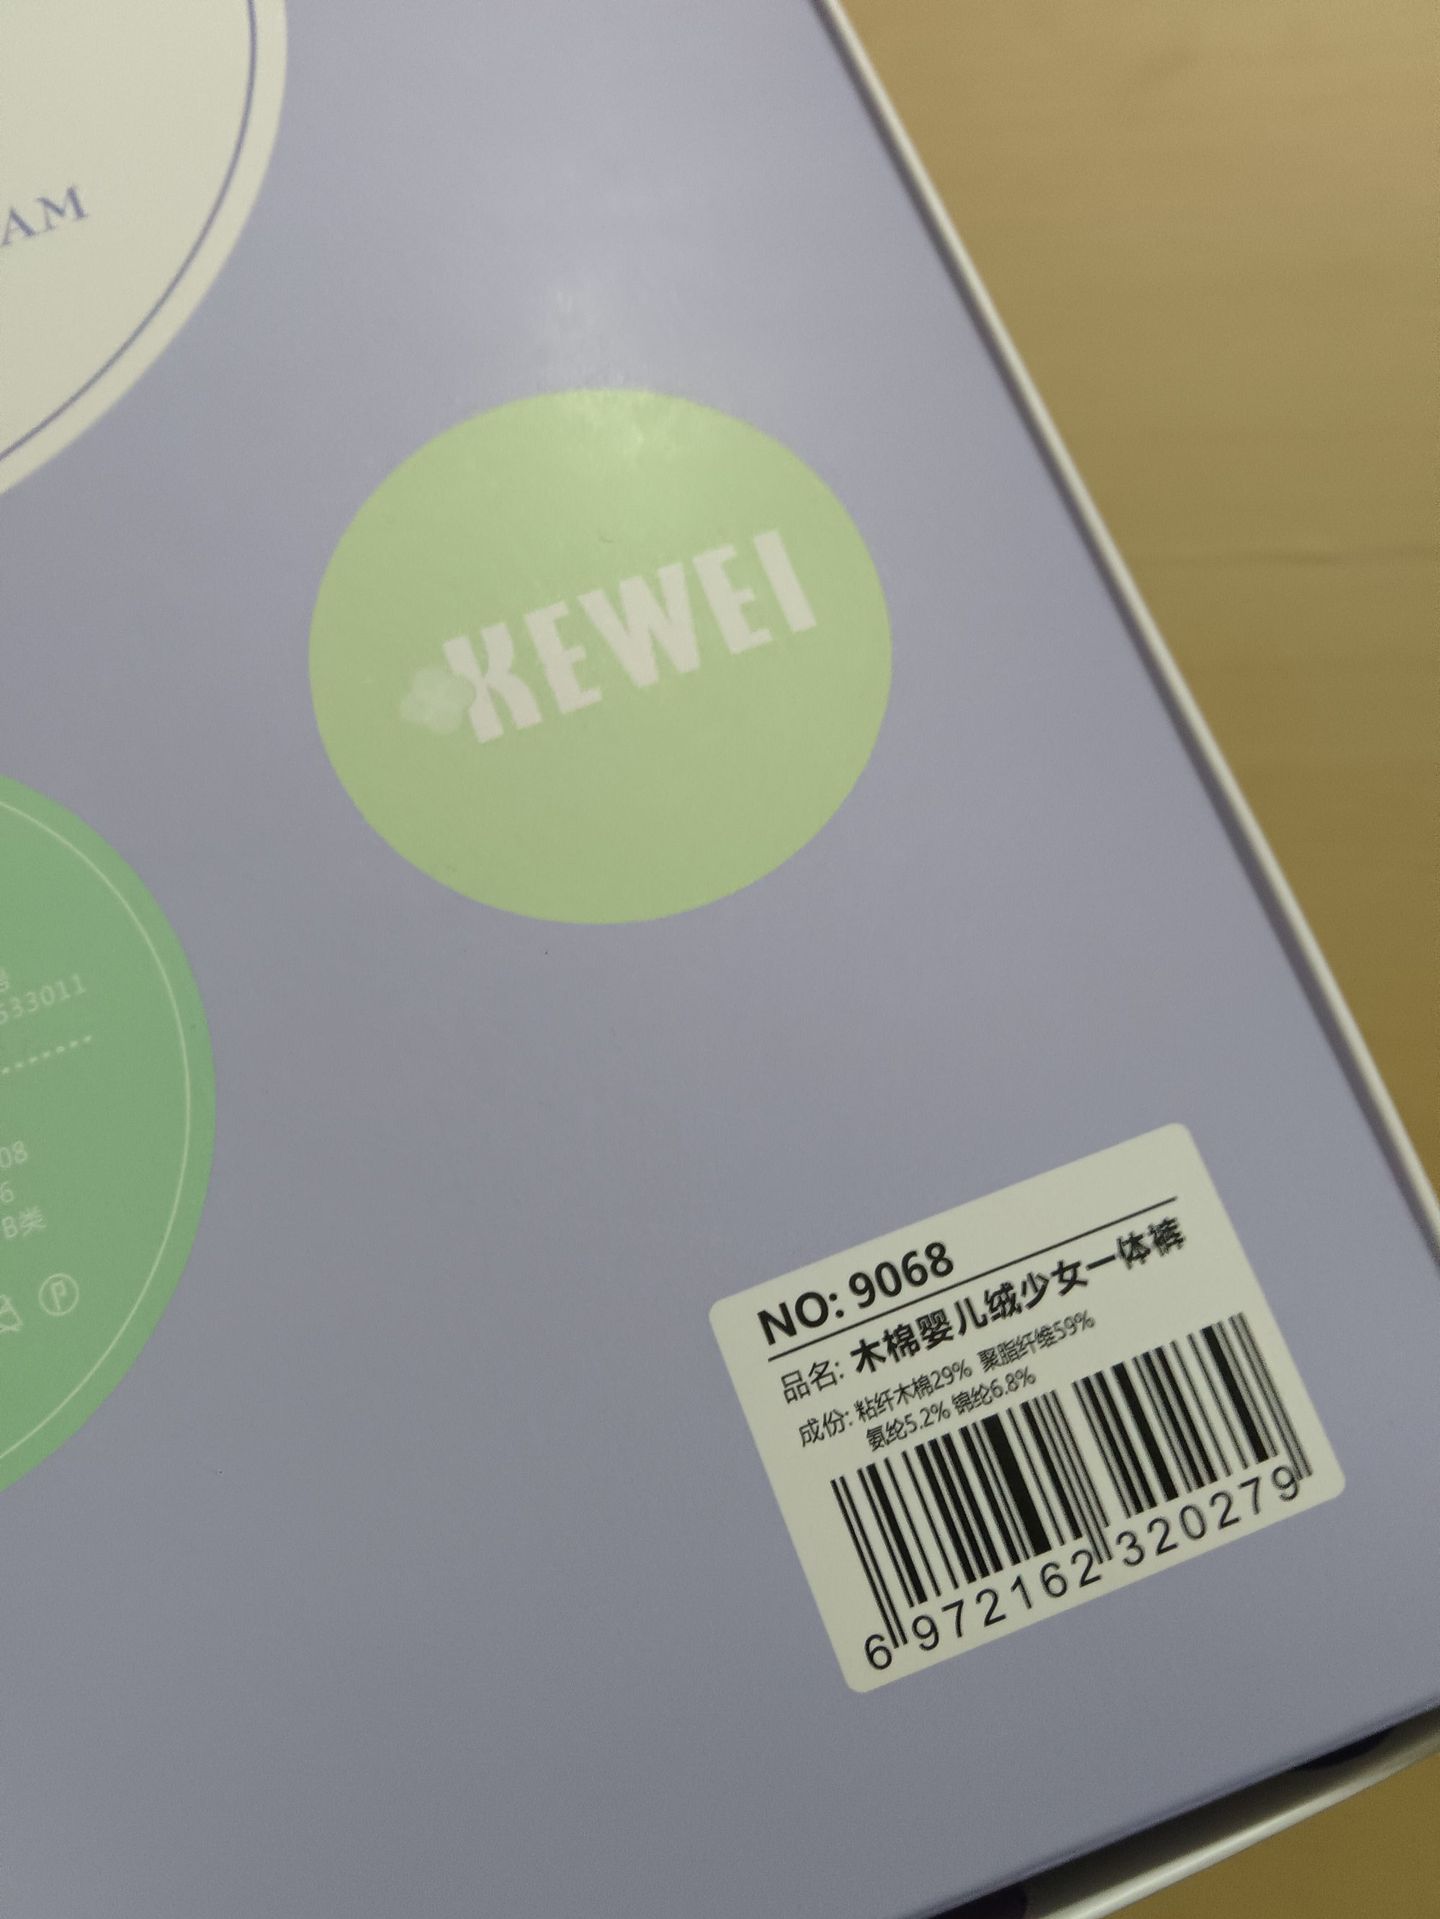 AM
KEWEI
633011
08
6
B类
NO: 9068
品名: 木棉婴儿绒少女一体裤
成份: 粘纤木棉29% 聚脂纤维59%
氨纶5.2% 锦纶6.8%
6 972162 320279